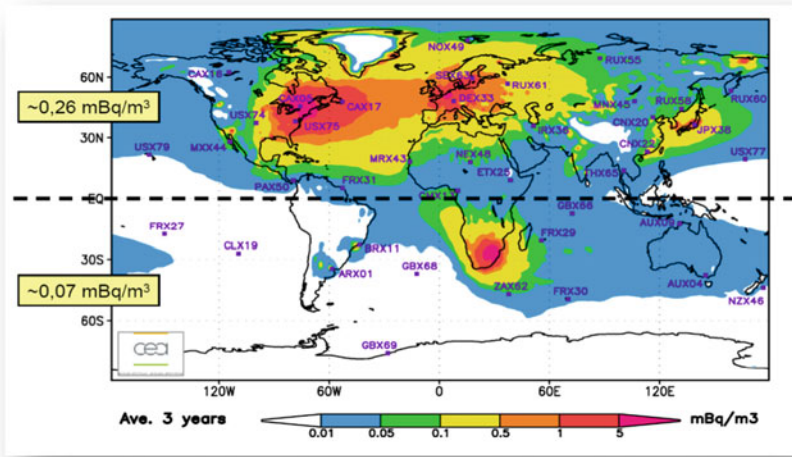 NOX49
RUX55
CAX16
60N
SEX63
RUX61
DEX33
RUX60
~0,26 mBq/m³
CAX05
CAX17
MNX45
RUX58
USX74
CNX20
JPX38
30N
USX75
IRX36
MXX44
CNX22
USX79
MRX43
NEX48
USX77
PAX50
FRX31
ETX25
THX65
EQ
GBX66
FRX27
AUX09
FRX29
CLX19
BRX11
30S
ARX01
GBX68
AUX04
~0,07 mBq/m³
ZAX62
FRX30
NZX46
60S
cea
GBX69
120W
60W
0
60E
120E
Ave. 3 years
0.01
0.05
0.1
0.5
1
5
mBq/m3